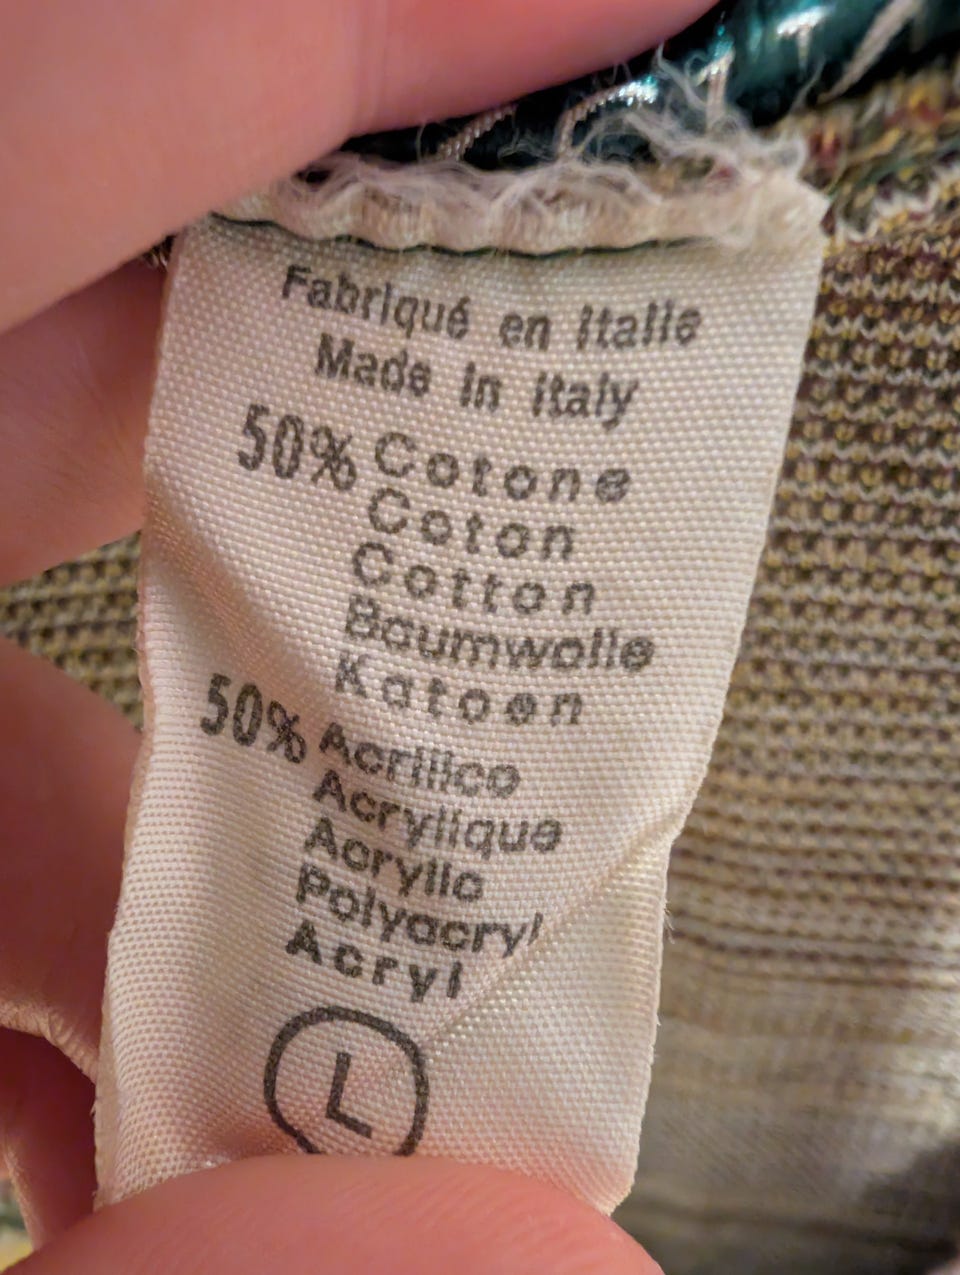 Fabriqué en Italie
Made in Italy
50% Cotone
Coton
Cotton
Baumwolle
Katoen
50% Acrilico
Acrylique
Acrylic
Polyacryl
Acryl
L